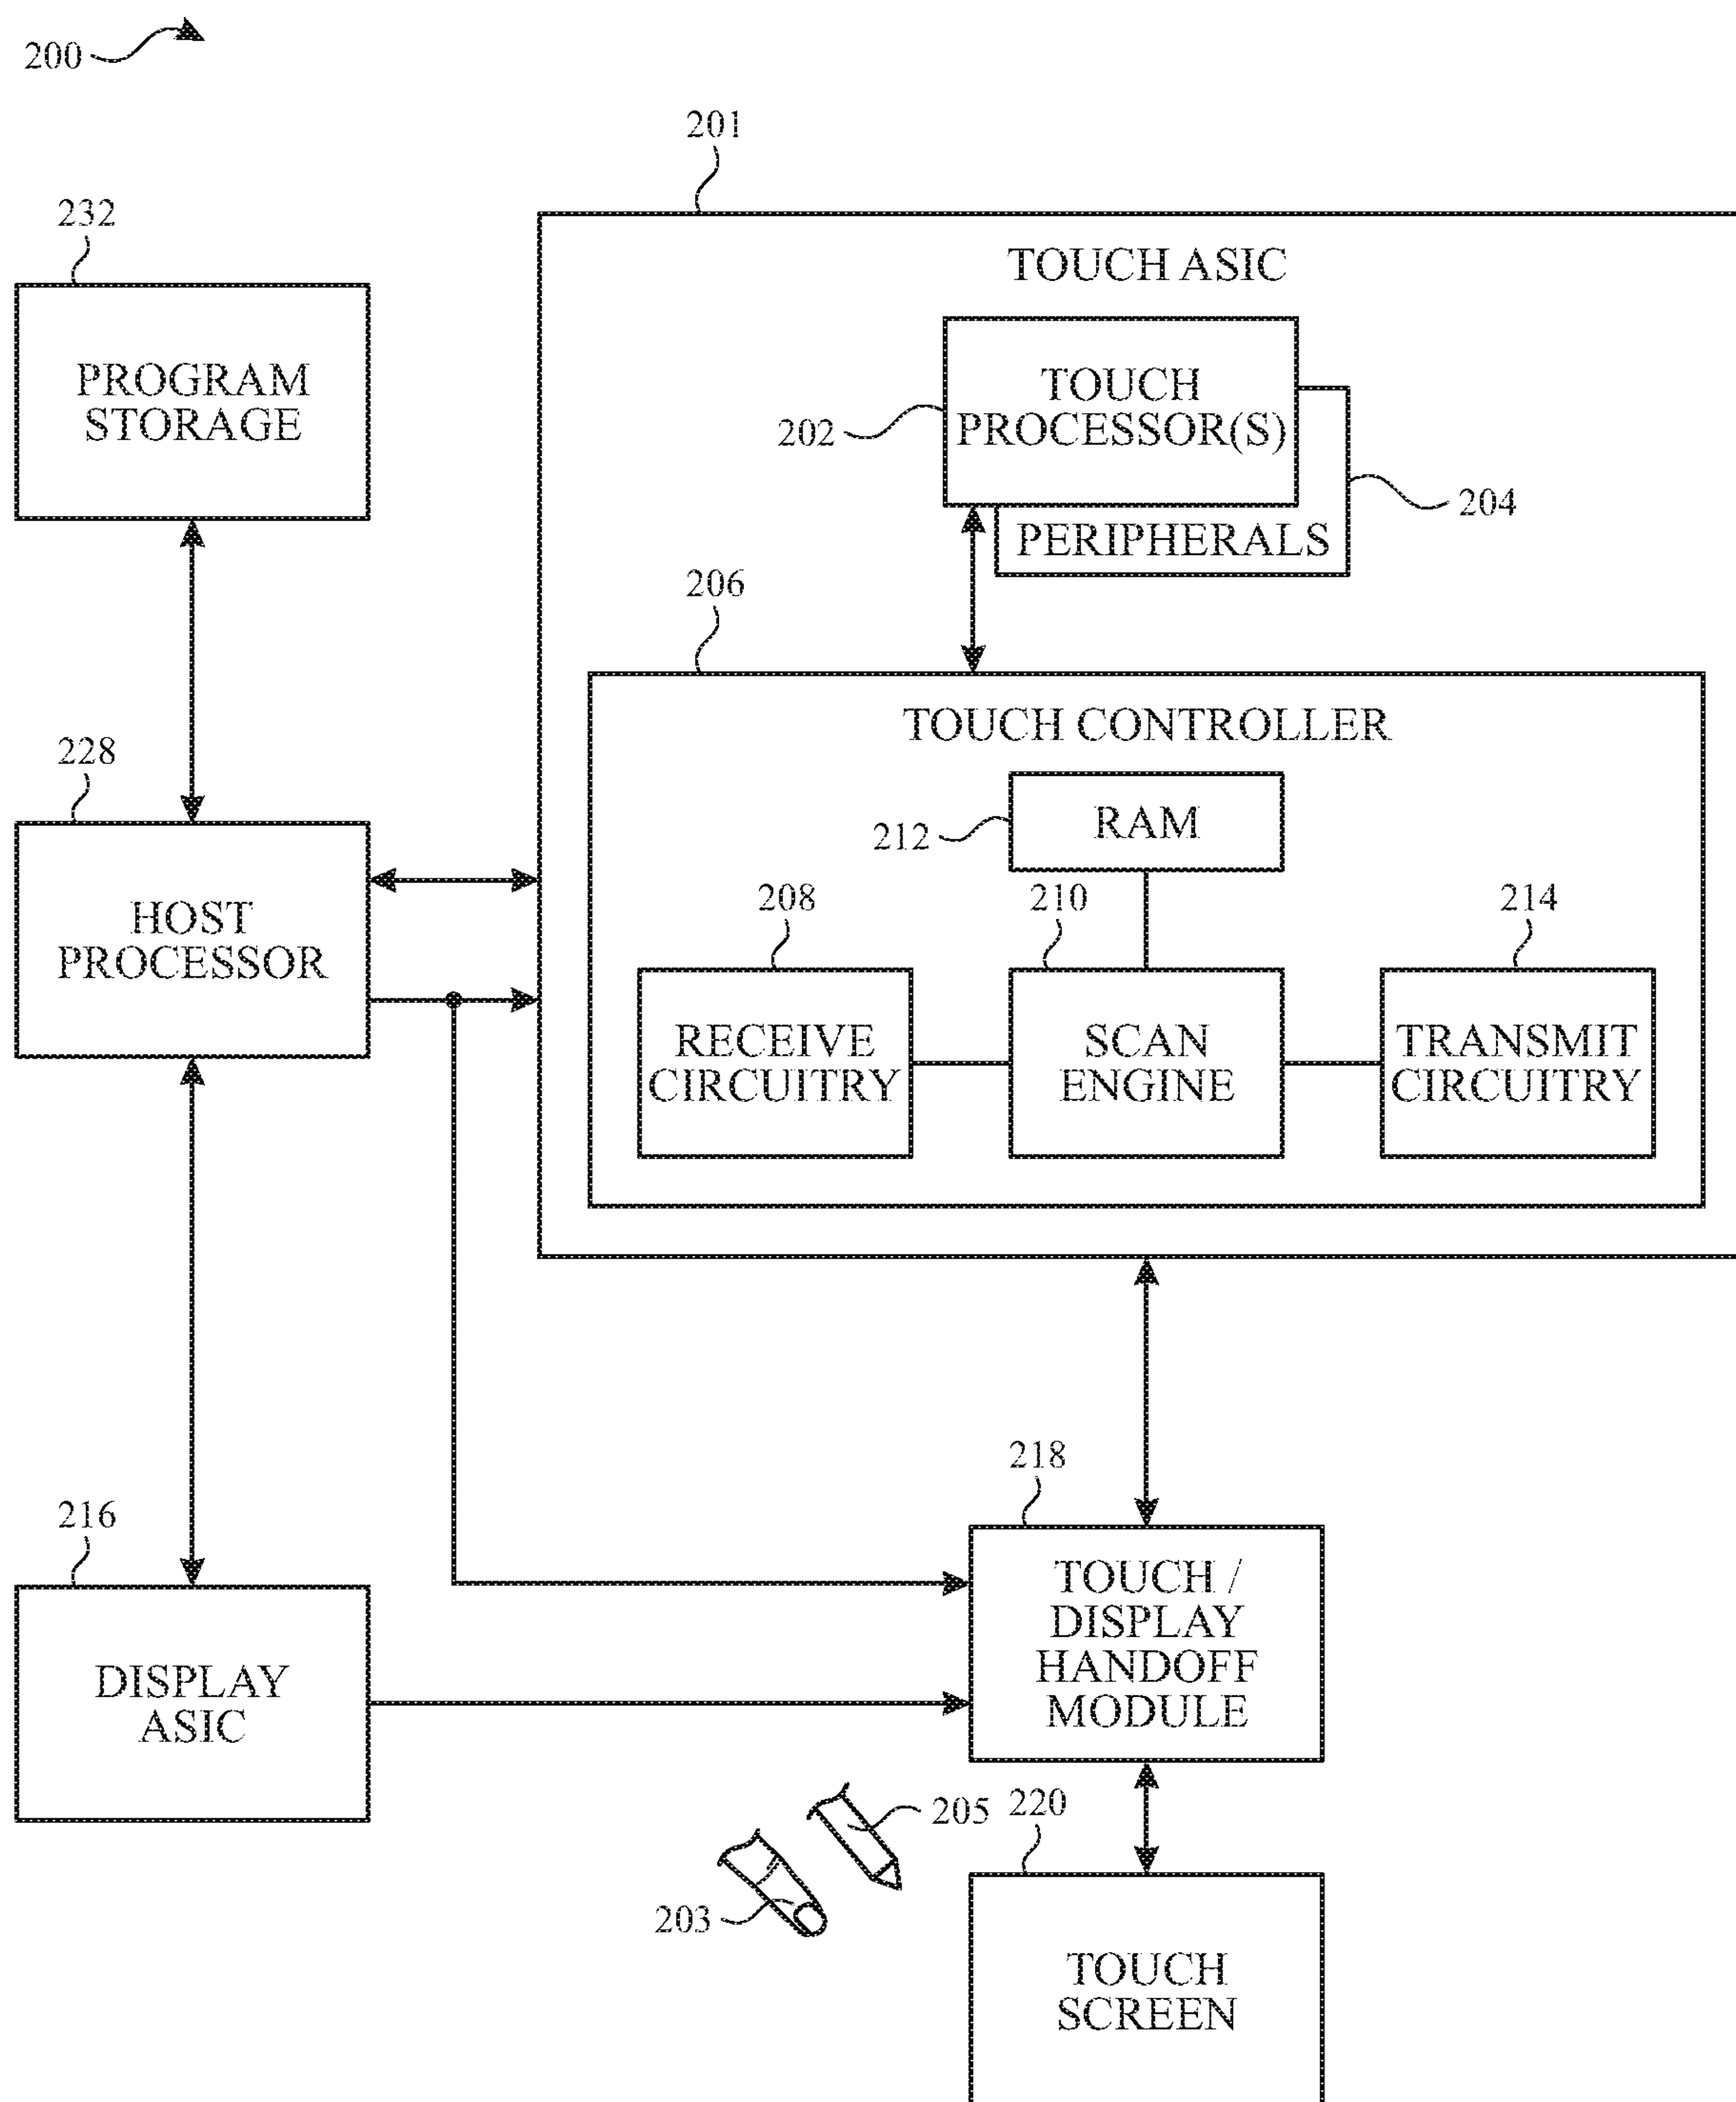 200
201
232
TOUCH ASIC
PROGRAM
STORAGE
TOUCH
PROCESSOR(S)
202
204
PERIPHERALS
206
TOUCH CONTROLLER
228
RAM
212
HOST
PROCESSOR
208
210
214
RECEIVE
CIRCUITRY
SCAN
ENGINE
TRANSMIT
CIRCUITRY
218
216
TOUCH /
DISPLAY
HANDOFF
MODULE
DISPLAY
ASIC
205
220
203
TOUCH
SCREEN